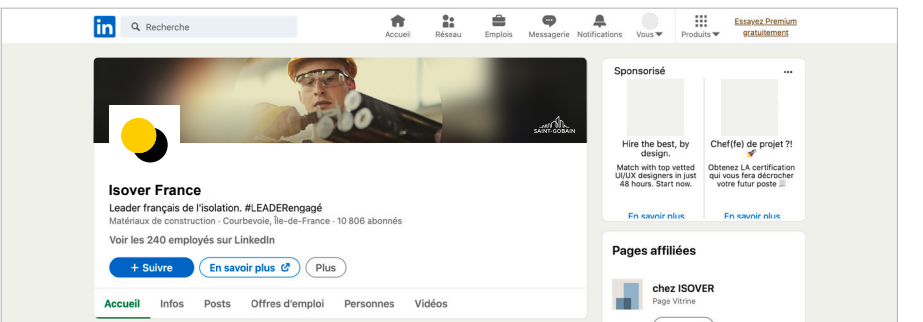 in
Recherche
Accueil
Réseau
Emplois
Messagerie
Notifications
Vous
Produits
Essayez Premium
gratuitement
SAINT-GOBAIN
Isover France
Leader français de l'isolation. #LEADERengagé
Matériaux de construction · Courbevoie, Île-de-France · 10 806 abonnés
Voir les 240 employés sur LinkedIn
+ Suivre
En savoir plus
Plus
Accueil
Infos
Posts
Offres d'emploi
Personnes
Vidéos
Sponsorisé
...
Hire the best, by
design.
Match with top vetted
UI/UX designers in just
48 hours. Start now.
En savoir plus
Chef(fe) de projet ?!
🚀
Obtenez LA certification
qui vous fera décrocher
votre futur poste
En savoir plus
Pages affiliées
chez ISOVER
Page Vitrine